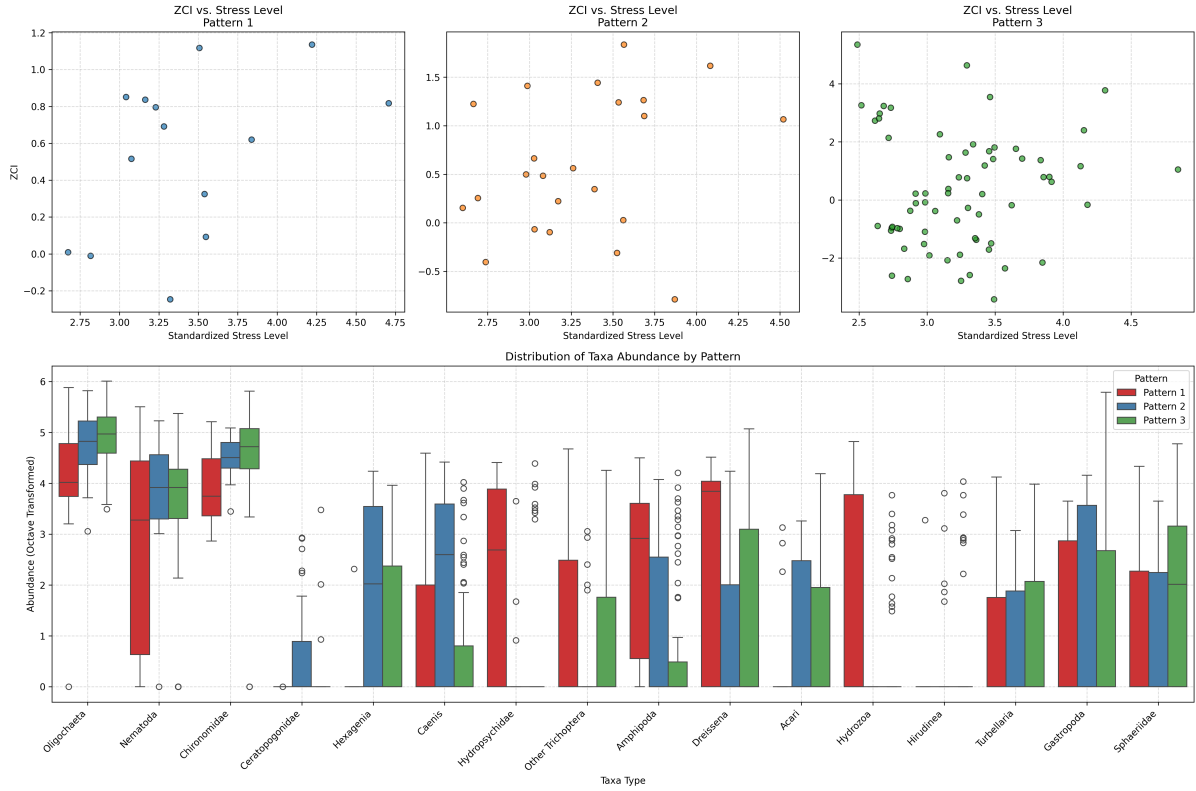 ZCI vs. Stress Level
Pattern 1
ZCI vs. Stress Level
Pattern 2
ZCI vs. Stress Level
Pattern 3
1.2
1.0
0.8
0.6
0.4
0.2
0.0
−0.2
ZCI
2.75 3.00 3.25 3.50 3.75 4.00 4.25 4.50 4.75
Standardized Stress Level
1.5
1.0
0.5
0.0
−0.5
2.75 3.00 3.25 3.50 3.75 4.00 4.25 4.50
Standardized Stress Level
4
2
0
−2
2.5 3.0 3.5 4.0 4.5
Standardized Stress Level
Distribution of Taxa Abundance by Pattern
6
5
4
3
2
1
0
Abundance (Octave Transformed)
Pattern
Pattern 1
Pattern 2
Pattern 3
Oligochaeta
Nematoda
Chironomidae
Ceratopogonidae
Hexagenia
Caenis
Hydropsychidae
Other Trichoptera
Amphipoda
Dreissena
Acari
Hydrozoa
Hirudinea
Turbellaria
Gastropoda
Sphaeriidae
Taxa Type